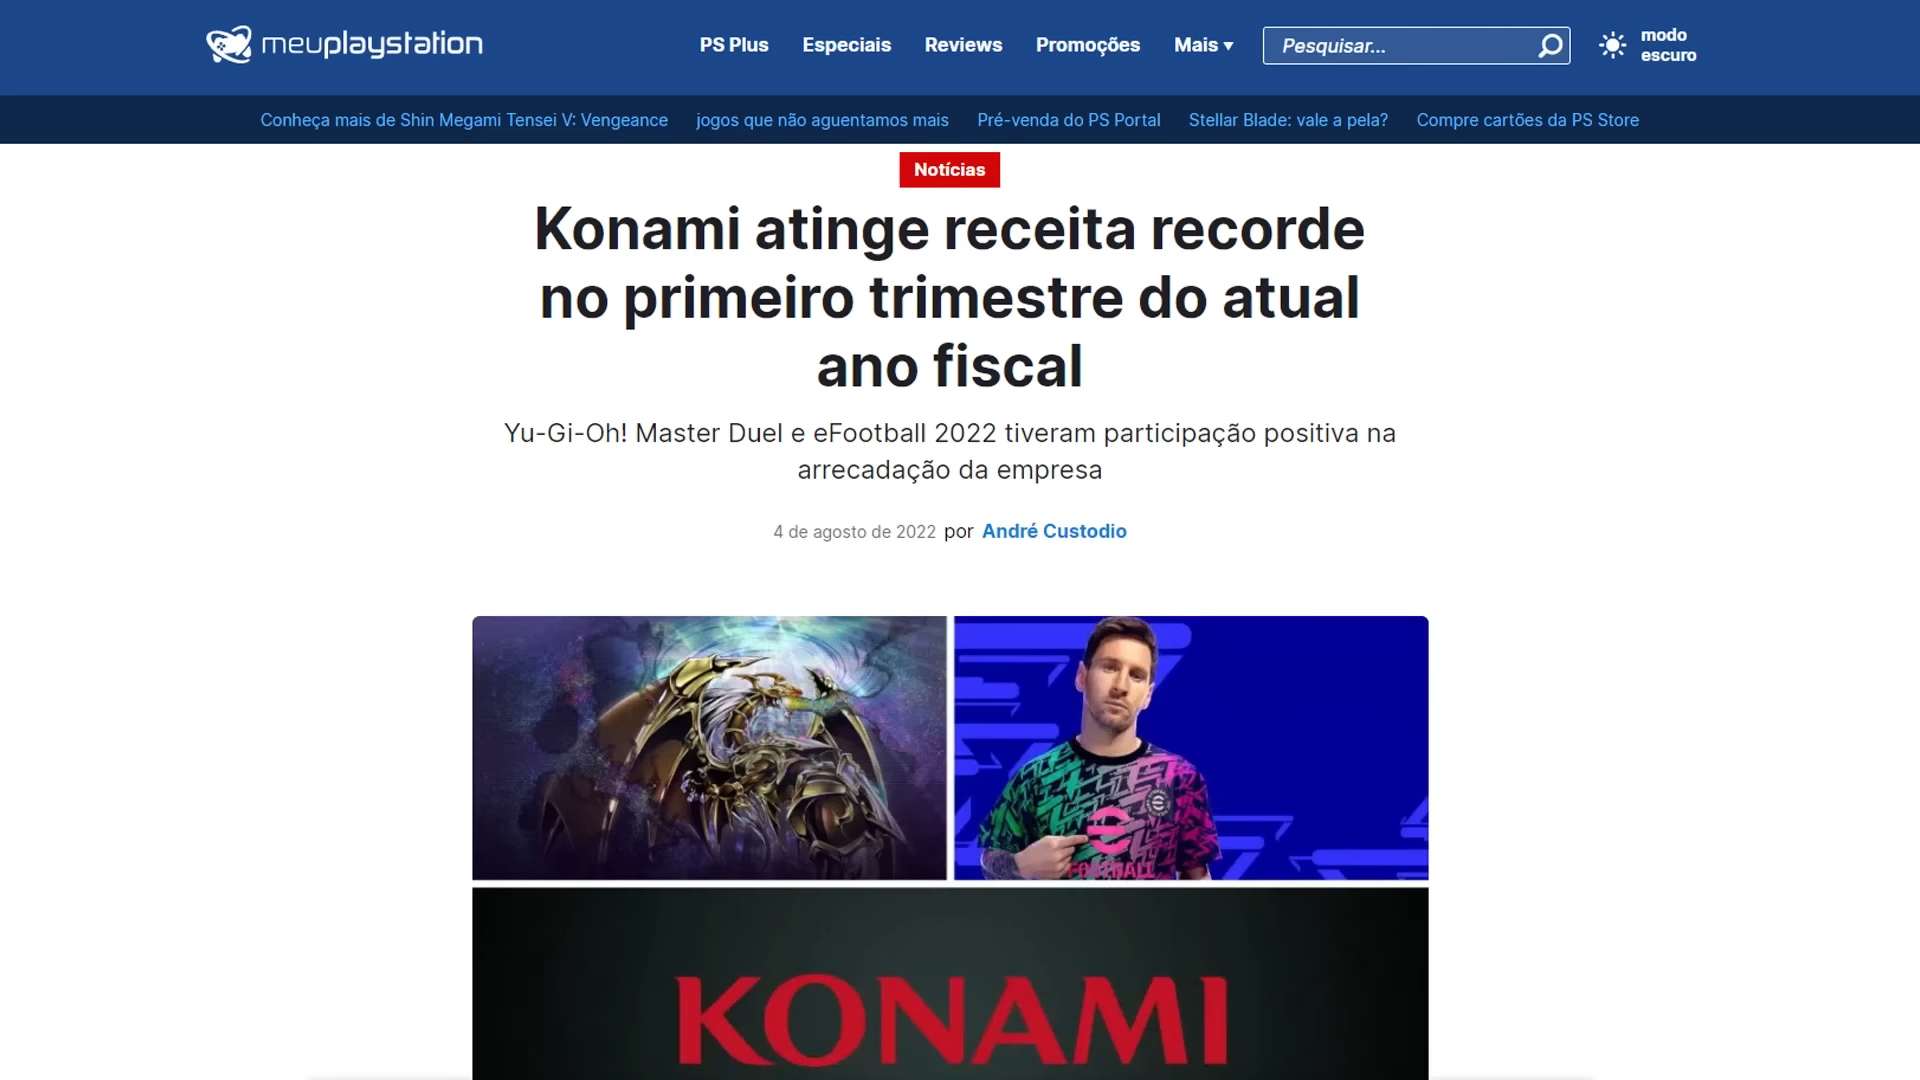 meuplaystation
PS Plus
Especiais
Reviews
Promoções
Mais ▾
Pesquisar...
modo
escuro
Conheça mais de Shin Megami Tensei V: Vengeance
jogos que não aguentamos mais
Pré-venda do PS Portal
Stellar Blade: vale a pela?
Compre cartões da PS Store
Notícias
Konami atinge receita recorde
no primeiro trimestre do atual
ano fiscal
Yu-Gi-Oh! Master Duel e eFootball 2022 tiveram participação positiva na
arrecadação da empresa
4 de agosto de 2022 por André Custodio
FOOTBALL
KONAMI